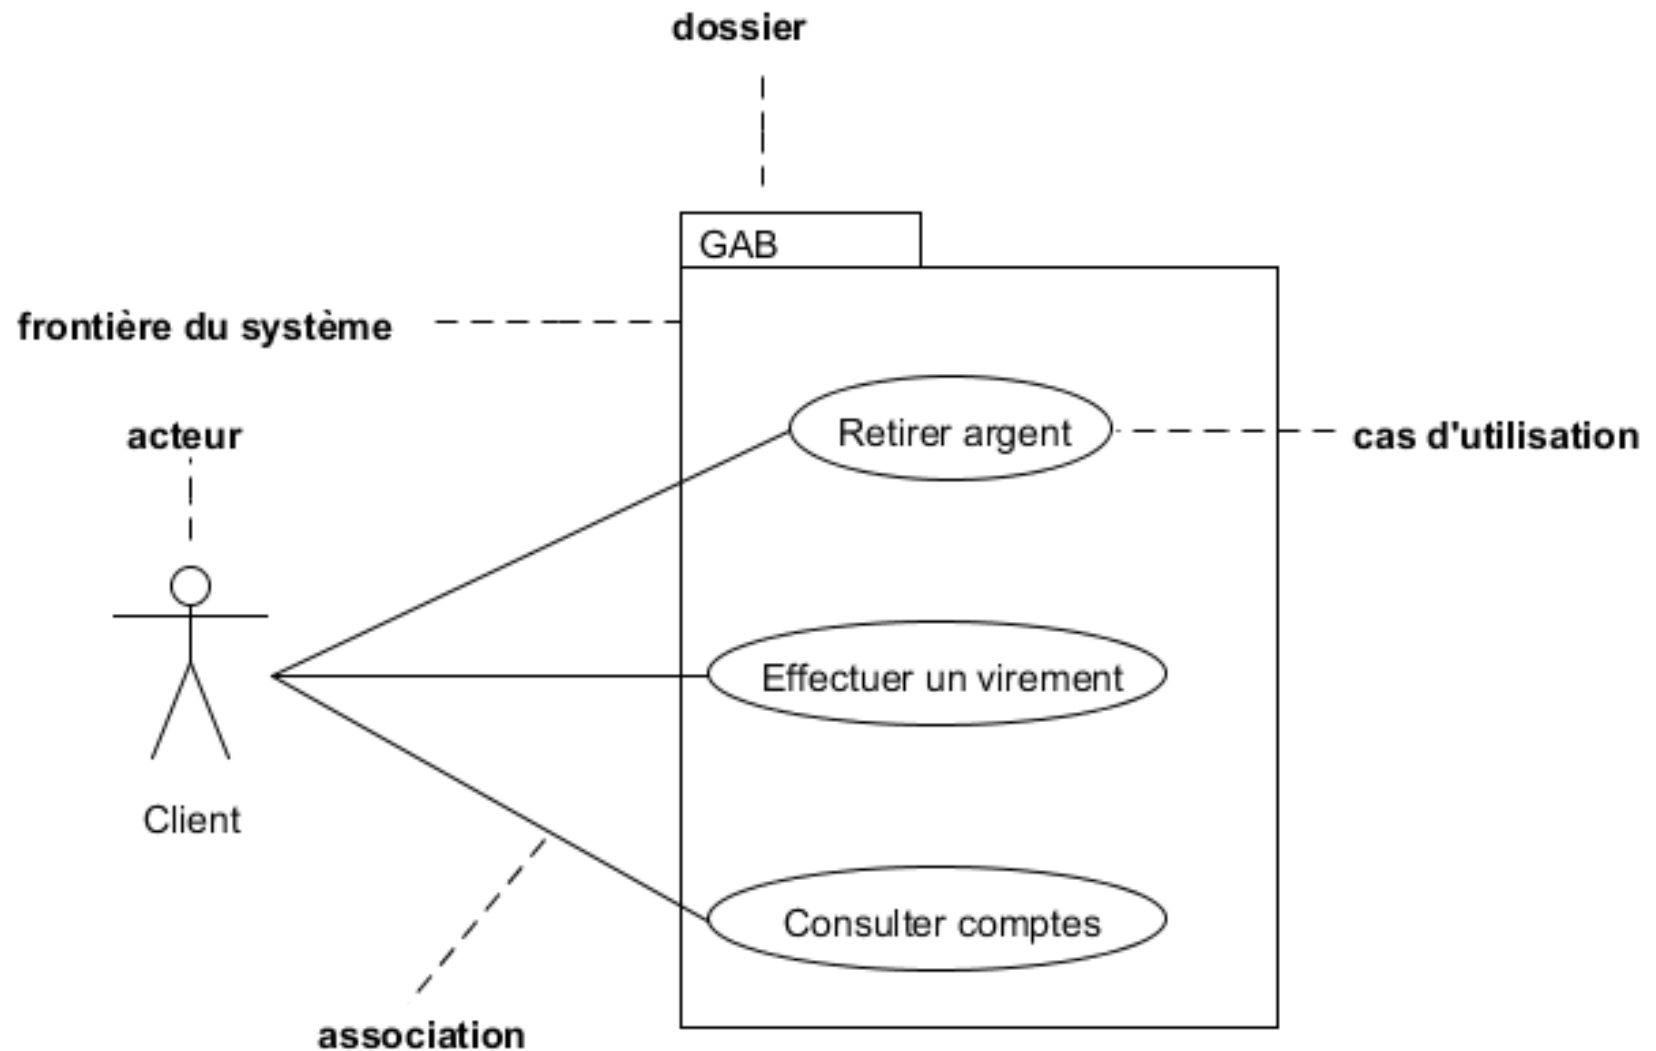 dossier
GAB
frontière du système
Retirer argent
cas d'utilisation
acteur
Effectuer un virement
Client
Consulter comptes
association